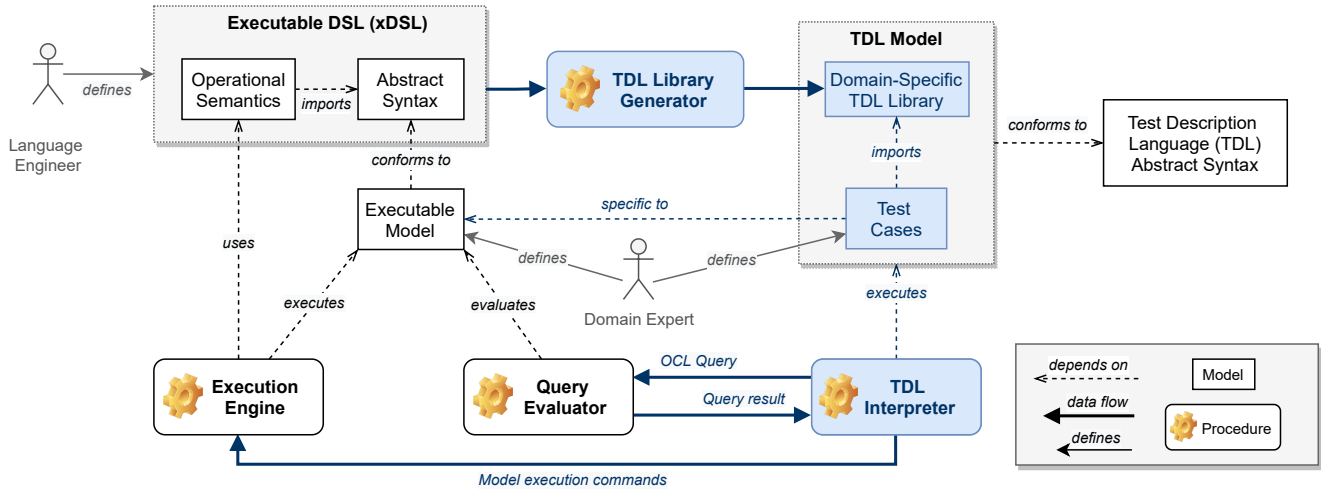 Executable DSL (xDSL)
TDL Model
Operational
Semantics
imports
Abstract
Syntax
TDL Library
Generator
Domain-Specific
TDL Library
defines
Language
Engineer
conforms to
imports
conforms to
Test Description
Language (TDL)
Abstract Syntax
Executable
Model
specific to
Test
Cases
uses
defines
defines
executes
evaluates
Domain Expert
executes
Execution
Engine
Query
Evaluator
OCL Query
Query result
TDL
Interpreter
Model execution commands
depends on
Model
data flow
defines
Procedure